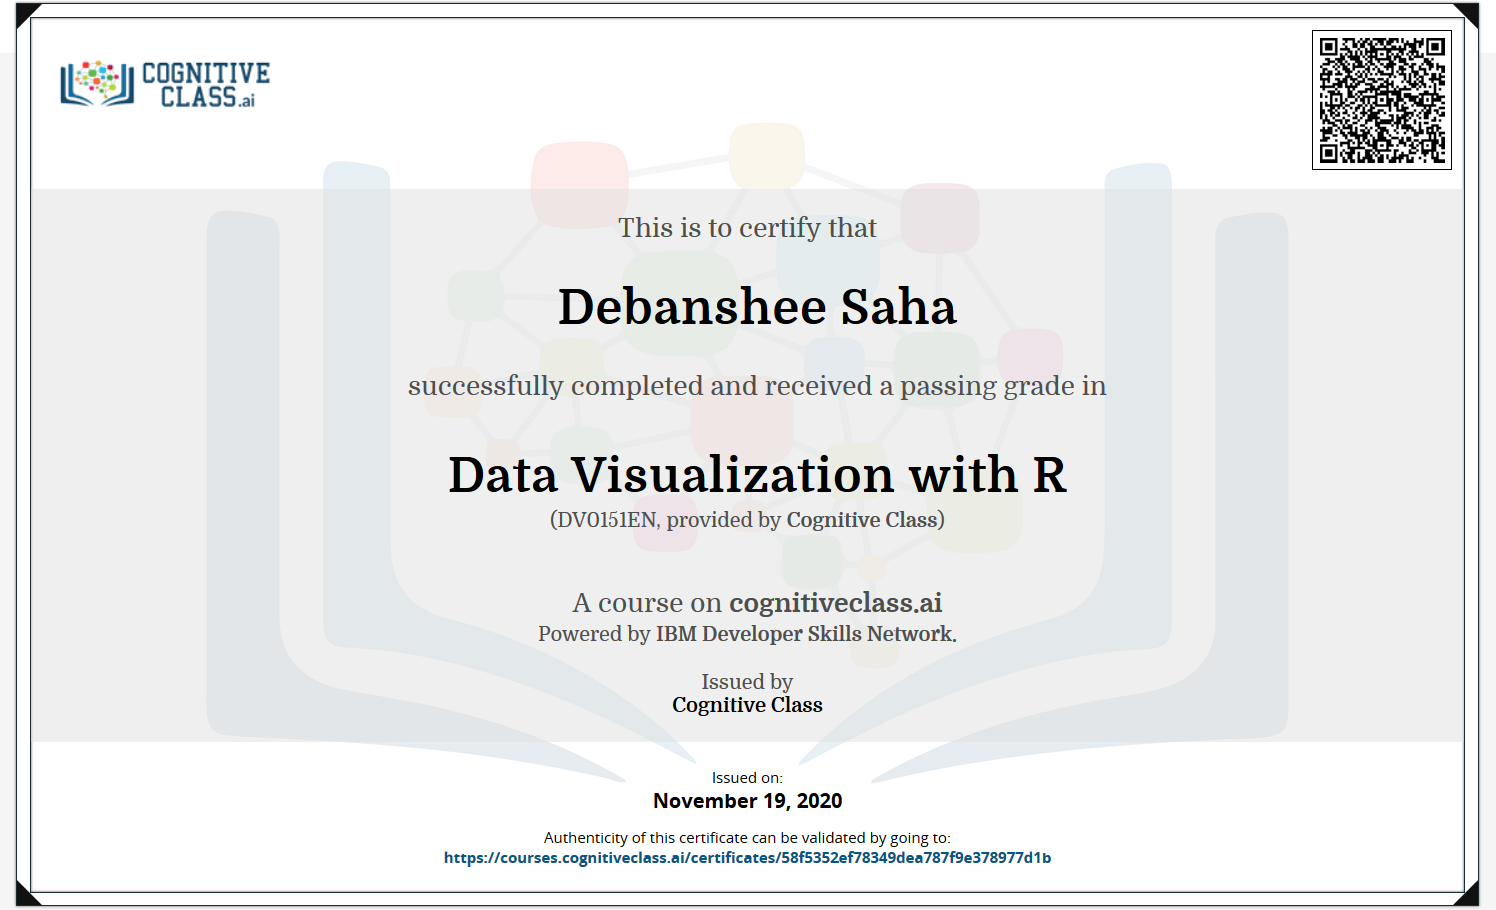 COGNITIVE
CLASS.ai
This is to certify that
Debanshee Saha
successfully completed and received a passing grade in
Data Visualization with R
(DV0151EN, provided by Cognitive Class)
A course on cognitiveclass.ai
Powered by IBM Developer Skills Network.
Issued by
Cognitive Class
Issued on:
November 19, 2020
Authenticity of this certificate can be validated by going to:
https://courses.cognitiveclass.ai/certificates/58f5352ef78349dea787f9e378977d1b